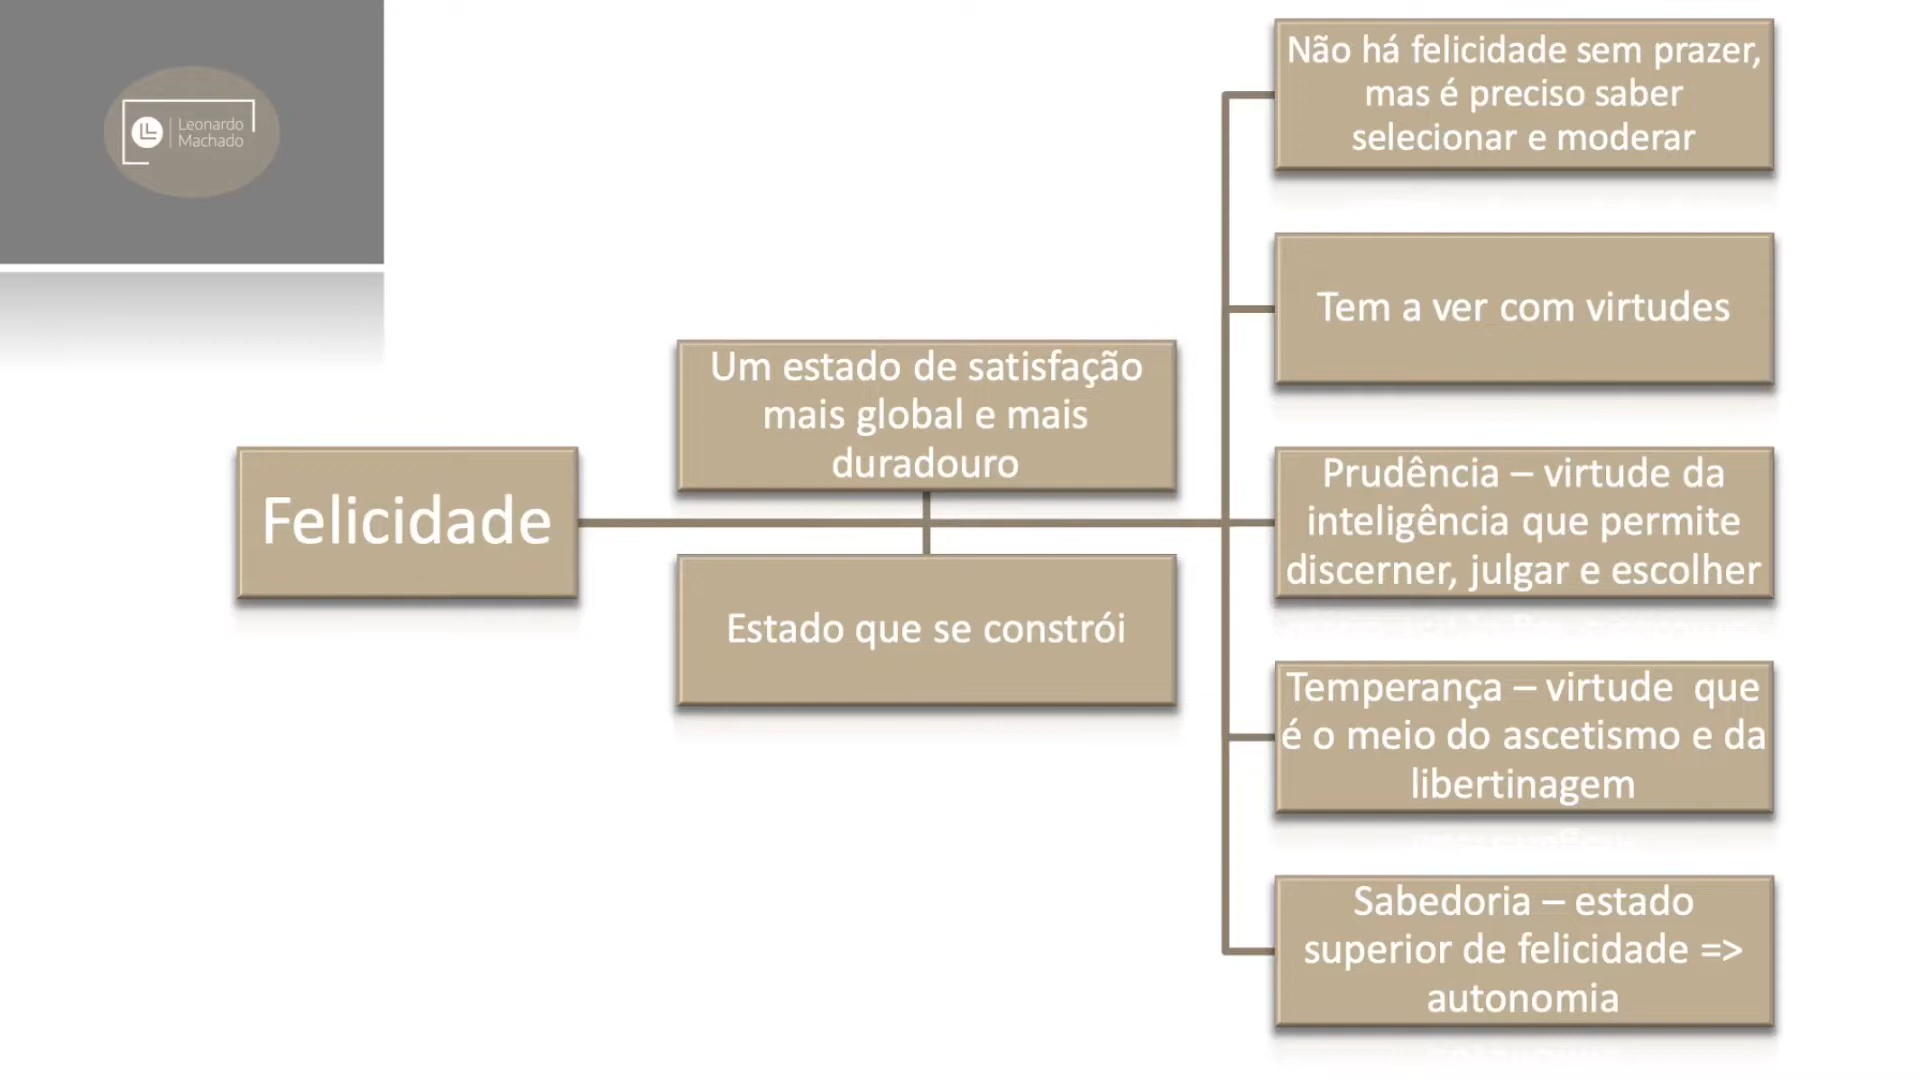 Leonardo
Machado
Felicidade
Um estado de satisfação
mais global e mais
duradouro
Estado que se constrói
Não há felicidade sem prazer,
mas é preciso saber
selecionar e moderar
Tem a ver com virtudes
Prudência – virtude da
inteligência que permite
discerner, julgar e escolher
Temperança – virtude  que
é o meio do ascetismo e da
libertinagem
Sabedoria – estado
superior de felicidade =>
autonomia